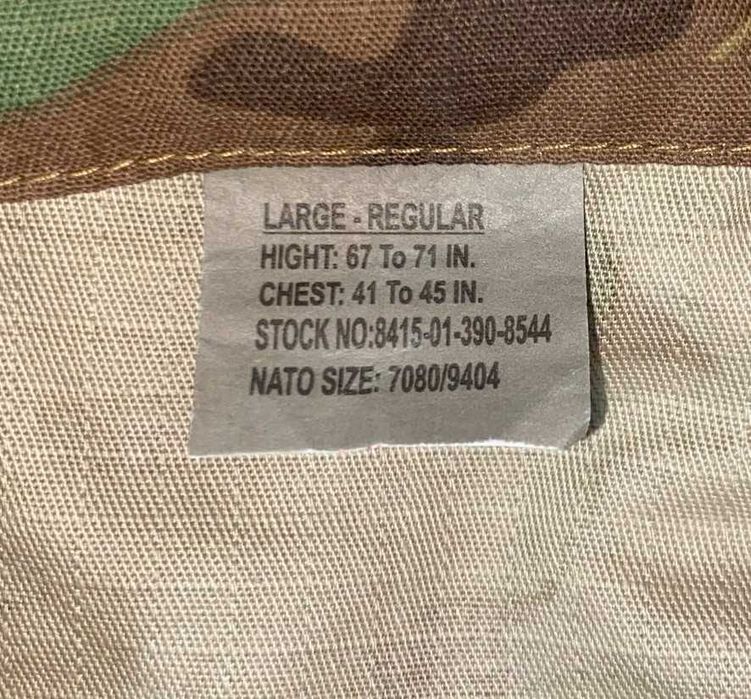 LARGE - REGULAR
HIGHT: 67 To 71 IN.
CHEST: 41 To 45 IN.
STOCK NO:8415-01-390-8544
NATO SIZE: 7080/9404